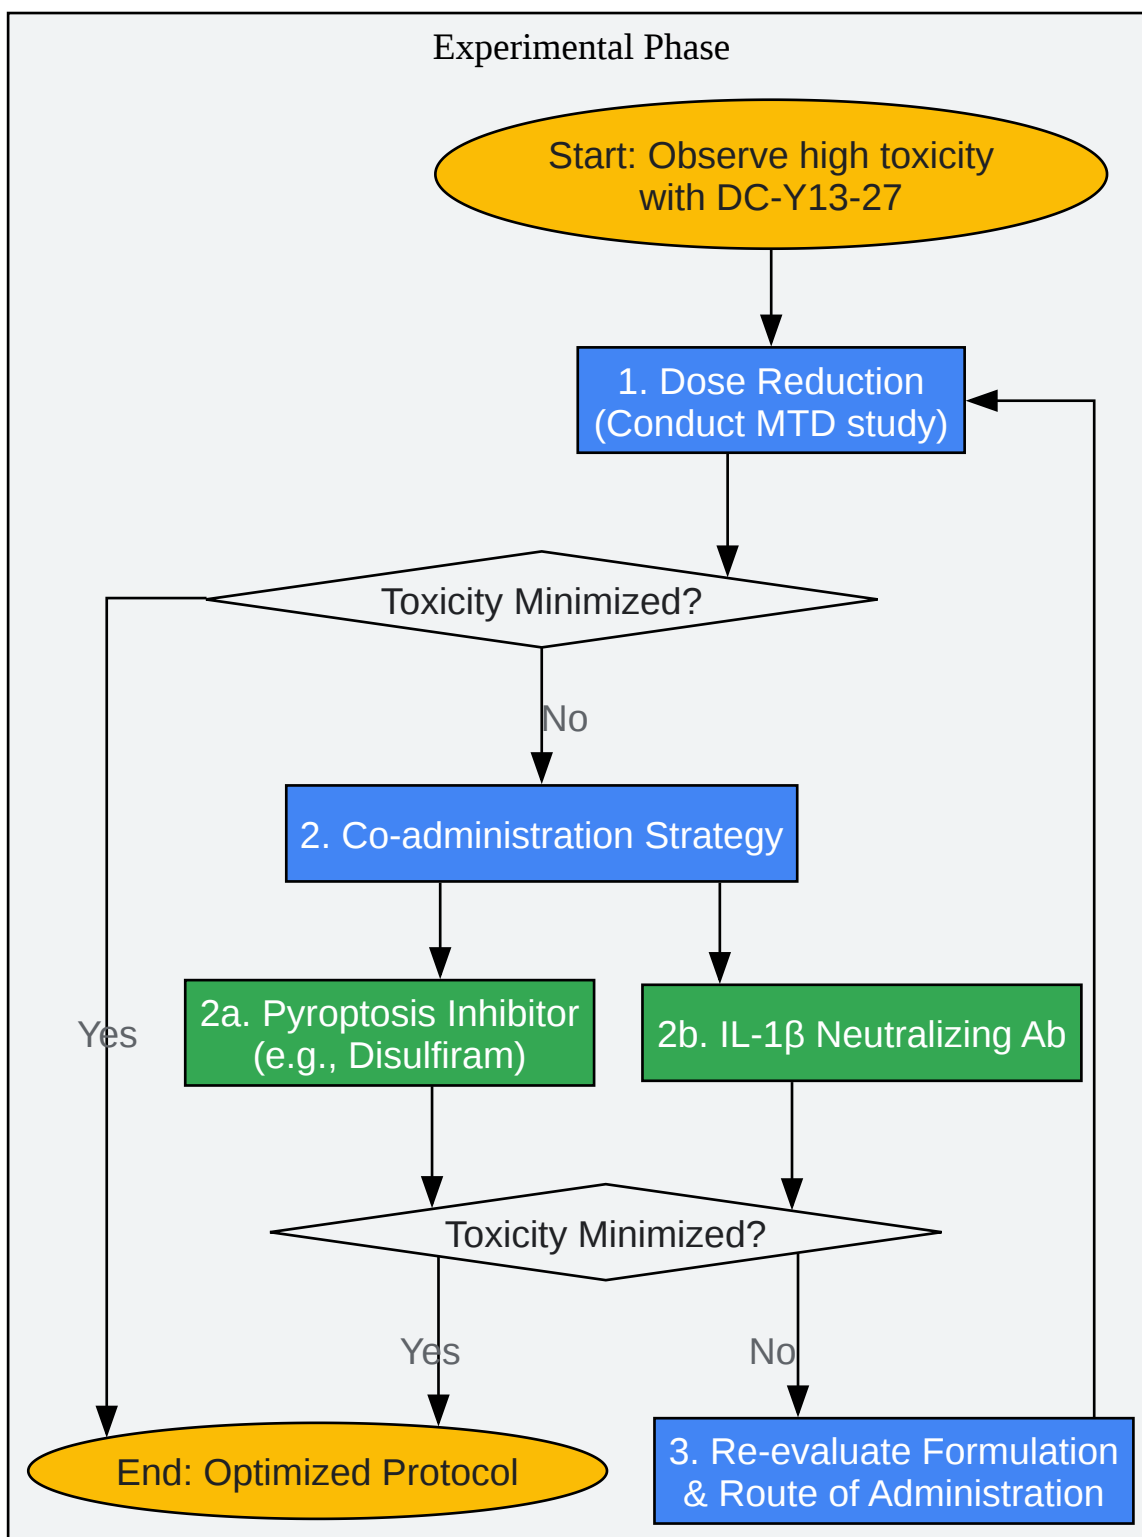 Experimental Phase
Start: Observe high toxicity
with DC-Y13-27
1. Dose Reduction
(Conduct MTD study)
Toxicity Minimized?
No
2. Co-administration Strategy
2a. Pyroptosis Inhibitor
(e.g., Disulfiram)
2b. IL-1β Neutralizing Ab
Yes
Toxicity Minimized?
Yes
No
End: Optimized Protocol
3. Re-evaluate Formulation
& Route of Administration